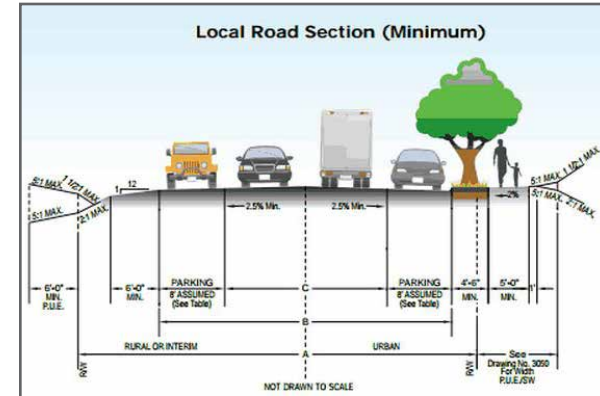 Local Road Section (Minimum)
5:1 MAX.
1 1/2:1 MAX.
5:1 MAX.
2:1 MAX.
12
1
2.5% Min.
2.5% Min.
2%
5:1 MAX.
1 1/2:1 MAX.
5:1 MAX.
2:1 MAX.
6'-0"
MIN.
P.U.E.
6'-0"
MIN.
PARKING
8' ASSUMED
(See Table)
C
PARKING
8' ASSUMED
(See Table)
4'-6"
MIN.
5'-0"
MIN.
1'
B
RURAL OR INTERIM
A
URBAN
R/W
R/W
See
Drawing No. 3050
For Width
P.U.E./SW
NOT DRAWN TO SCALE